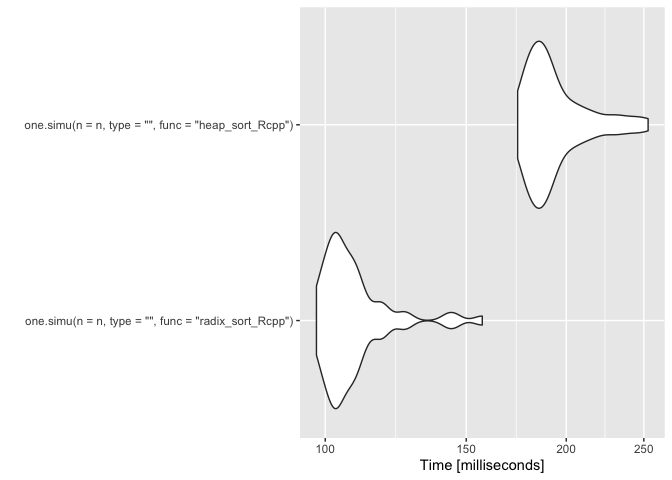 one.simu(n = n, type = "", func = "heap_sort_Rcpp")
one.simu(n = n, type = "", func = "radix_sort_Rcpp")
100 150 200 250
Time [milliseconds]